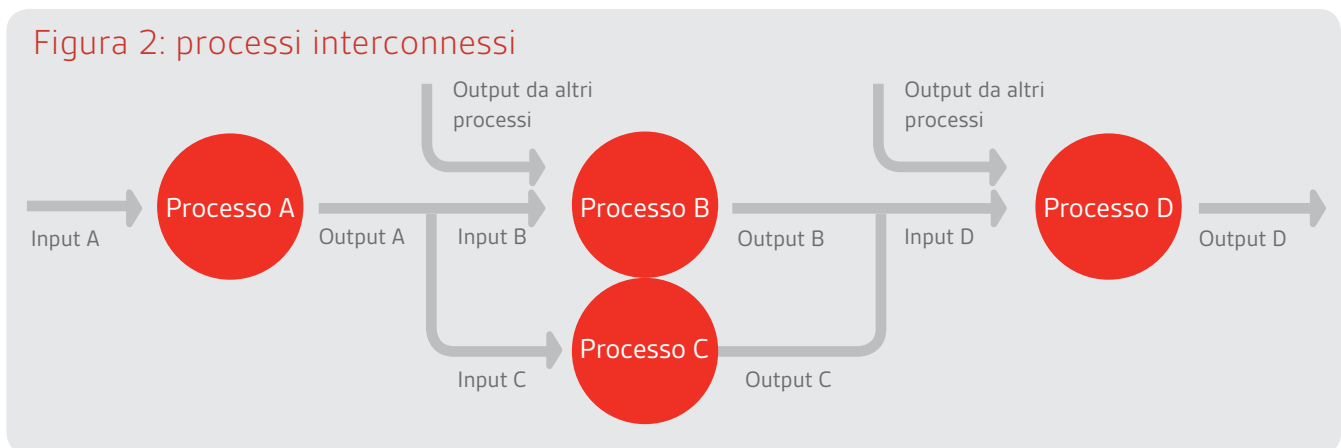 Figura 2: processi interconnessi
Output da altri
processi
Output da altri
processi
Processo A
Processo B
Processo D
Input A
Output A
Input B
Output B
Input D
Output D
Processo C
Input C
Output C